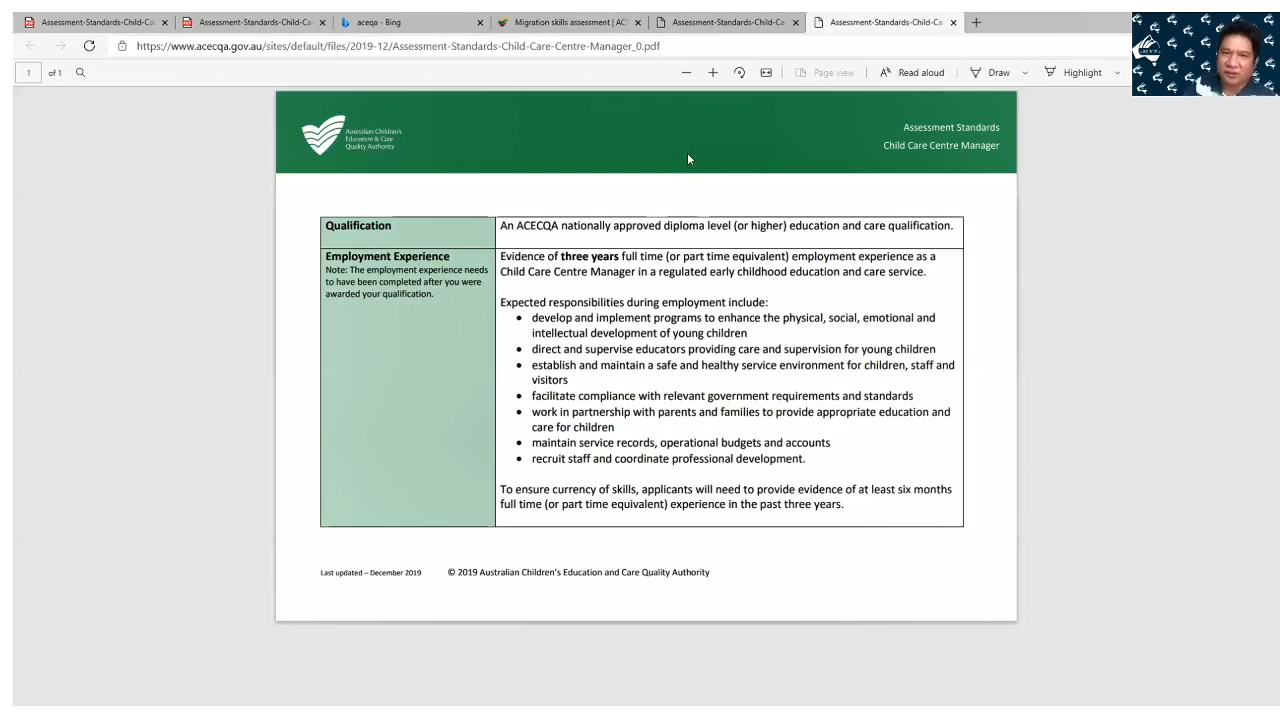 Assessment-Standards-Child-Ca
Assessment-Standards-Child-Car
aceqa - Bing
Migration skills assessment | AC
Assessment-Standards-Child-Ca
Assessment-Standards-Child-Ca
https://www.acecqa.gov.au/sites/default/files/2019-12/Assessment-Standards-Child-Care-Centre-Manager_0.pdf
1 of 1
Page view
Read aloud
Draw
Highlight
Australian Children's
Education & Care
Quality Authority
Assessment Standards
Child Care Centre Manager
Qualification
An ACECQA nationally approved diploma level (or higher) education and care qualification.
Employment Experience
Note: The employment experience needs
to have been completed after you were
awarded your qualification.
Evidence of three years full time (or part time equivalent) employment experience as a
Child Care Centre Manager in a regulated early childhood education and care service.
Expected responsibilities during employment include:
• develop and implement programs to enhance the physical, social, emotional and
intellectual development of young children
• direct and supervise educators providing care and supervision for young children
• establish and maintain a safe and healthy service environment for children, staff and
visitors
• facilitate compliance with relevant government requirements and standards
• work in partnership with parents and families to provide appropriate education and
care for children
• maintain service records, operational budgets and accounts
• recruit staff and coordinate professional development.
To ensure currency of skills, applicants will need to provide evidence of at least six months
full time (or part time equivalent) experience in the past three years.
Last updated – December 2019
© 2019 Australian Children's Education and Care Quality Authority